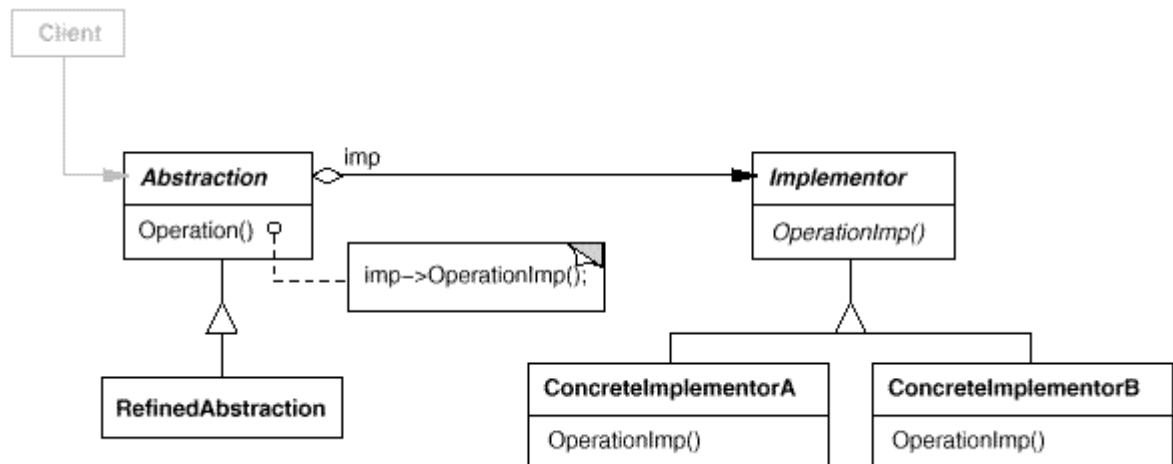 Client
imp
Abstraction
Implementor
Operation()
OperationImp()
imp->OperationImp();
RefinedAbstraction
ConcreteImplementorA
ConcreteImplementorB
OperationImp()
OperationImp()